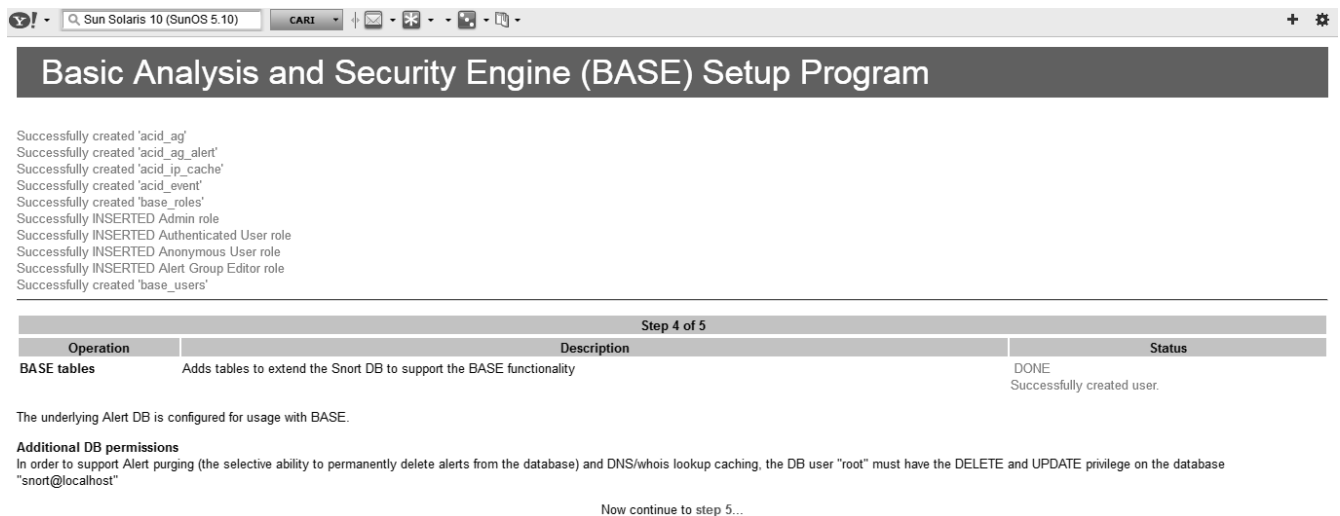 Y! Sun Solaris 10 (SunOS 5.10) CARI
Basic Analysis and Security Engine (BASE) Setup Program
Successfully created 'acid_ag'
Successfully created 'acid_ag_alert'
Successfully created 'acid_ip_cache'
Successfully created 'acid_event'
Successfully created 'base_roles'
Successfully INSERTED Admin role
Successfully INSERTED Authenticated User role
Successfully INSERTED Anonymous User role
Successfully INSERTED Alert Group Editor role
Successfully created 'base_users'
Step 4 of 5
Operation Description Status
BASE tables Adds tables to extend the Snort DB to support the BASE functionality DONE
Successfully created user.
The underlying Alert DB is configured for usage with BASE.
Additional DB permissions
In order to support Alert purging (the selective ability to permanently delete alerts from the database) and DNS/whois lookup caching, the DB user "root" must have the DELETE and UPDATE privilege on the database
"snort@localhost"
Now continue to step 5...